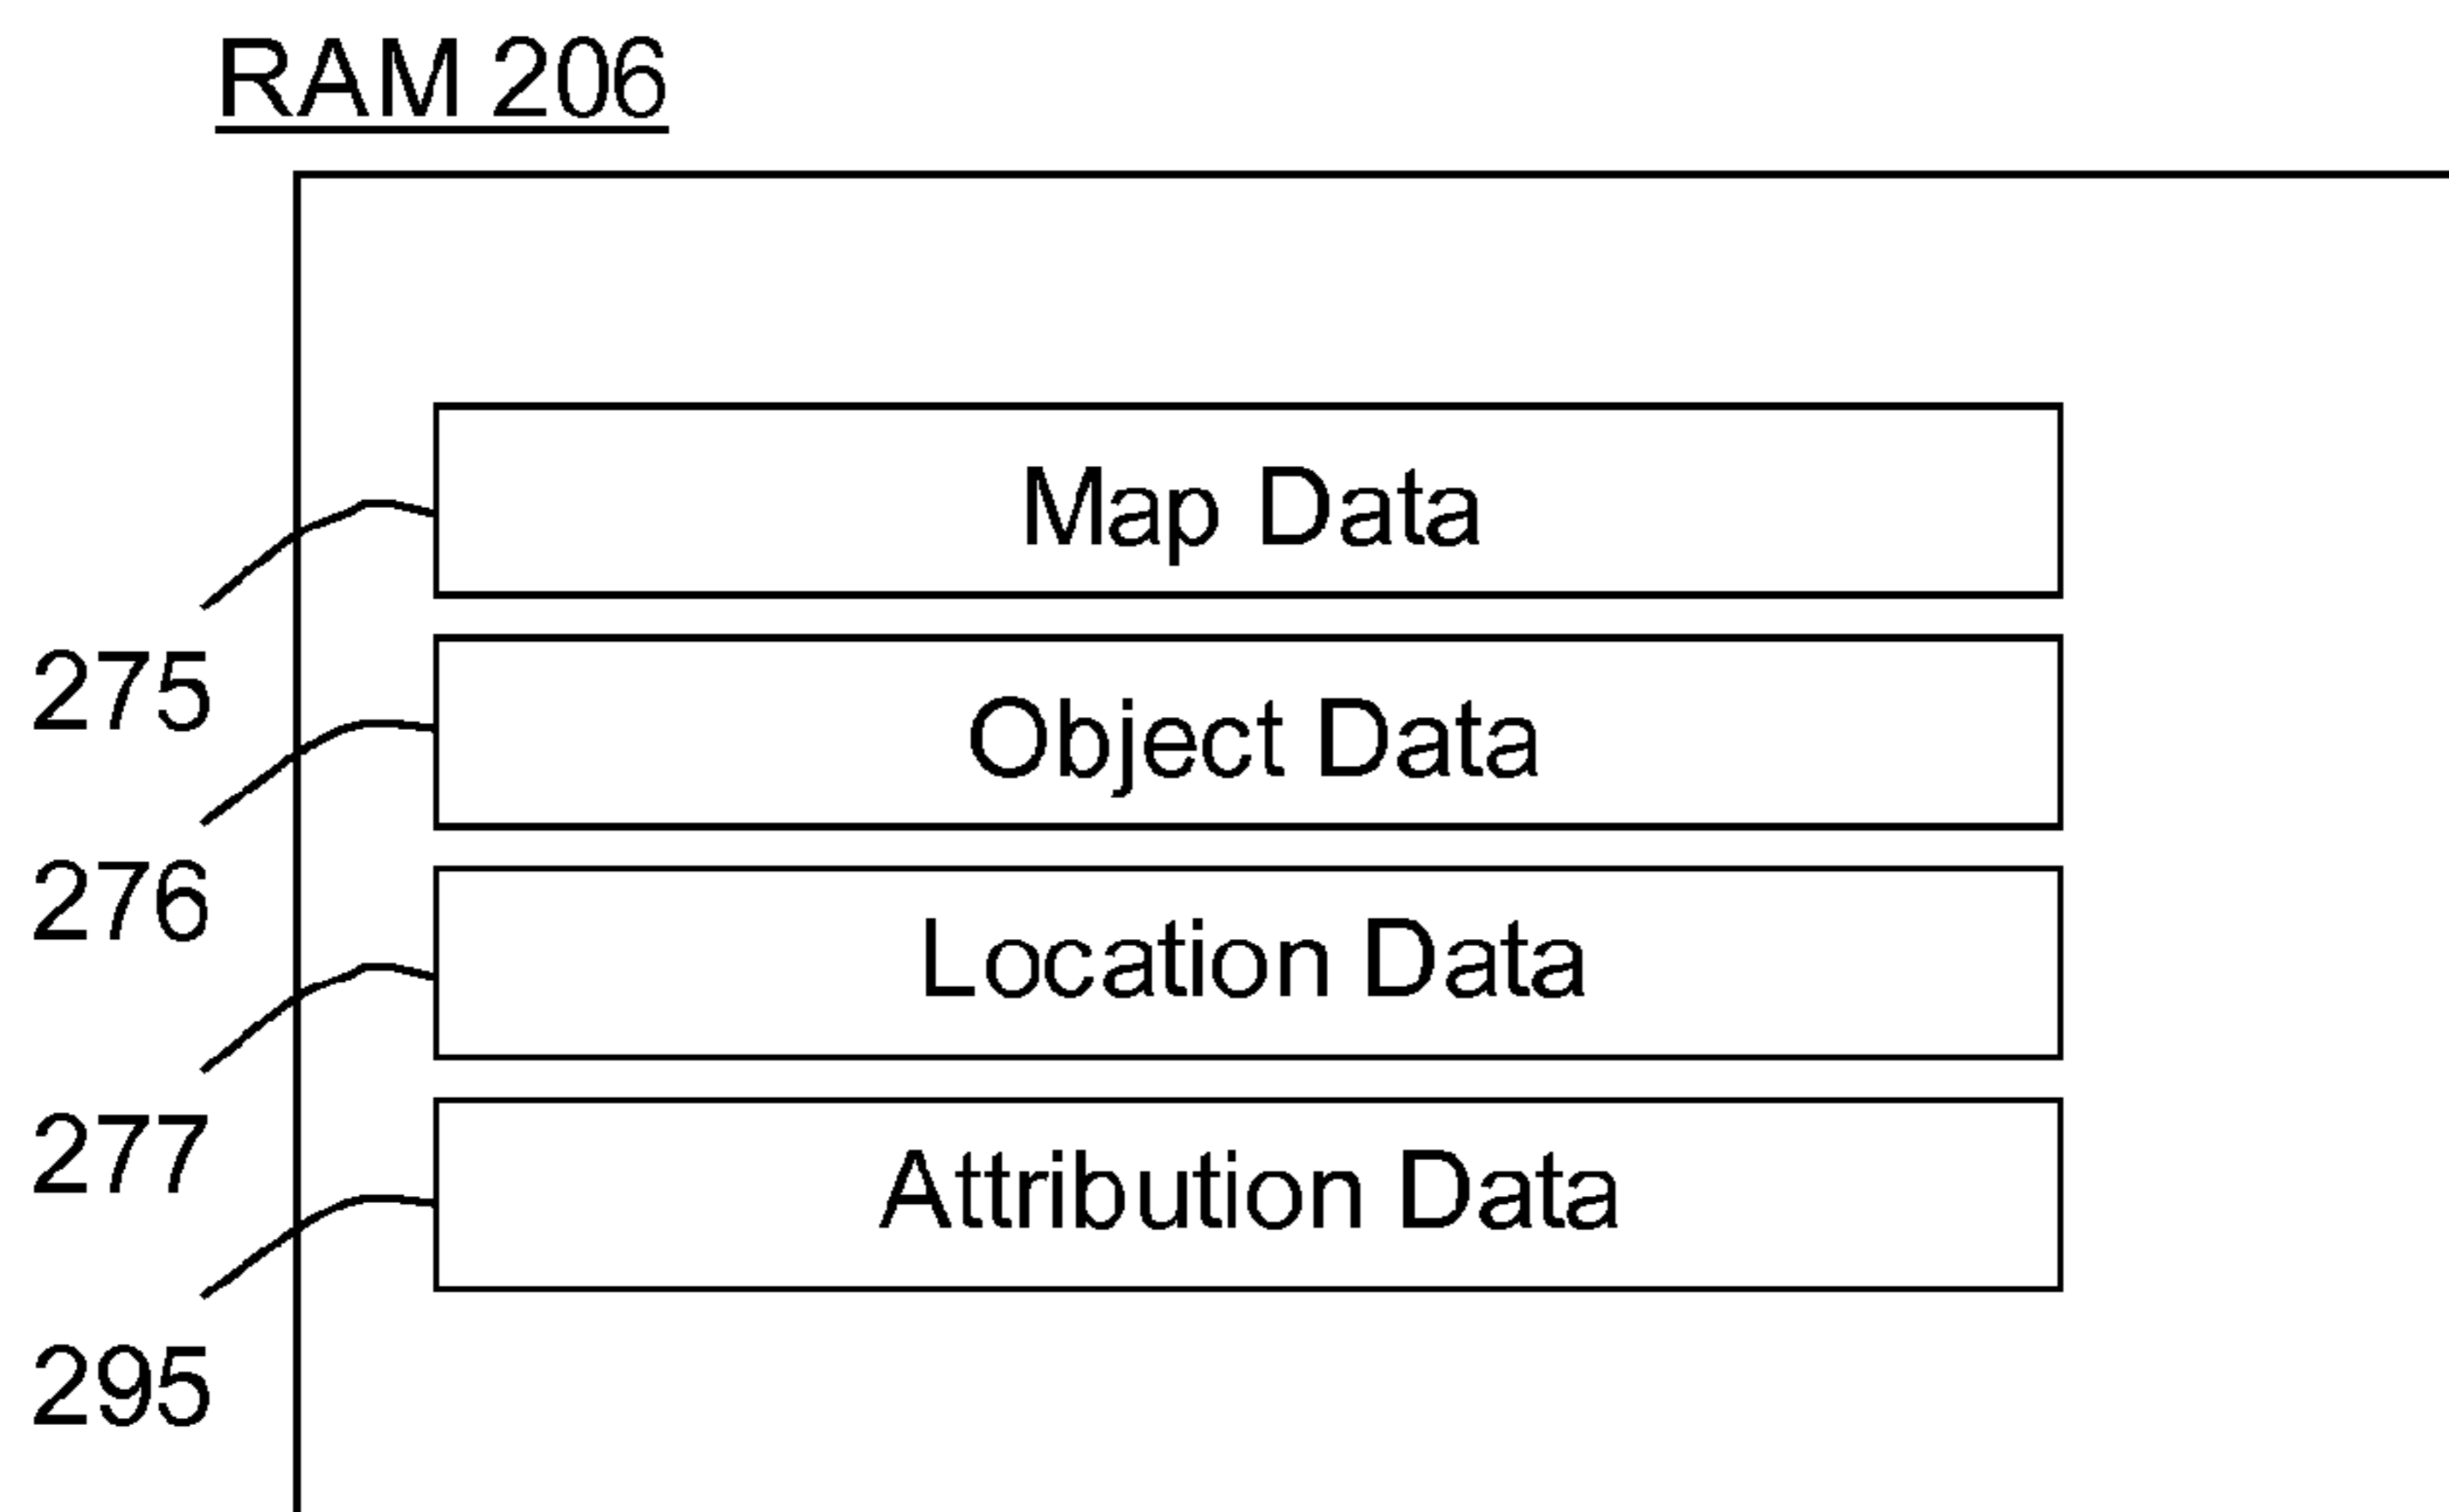 RAM 206
Map Data
275
Object Data
276
Location Data
277
Attribution Data
295